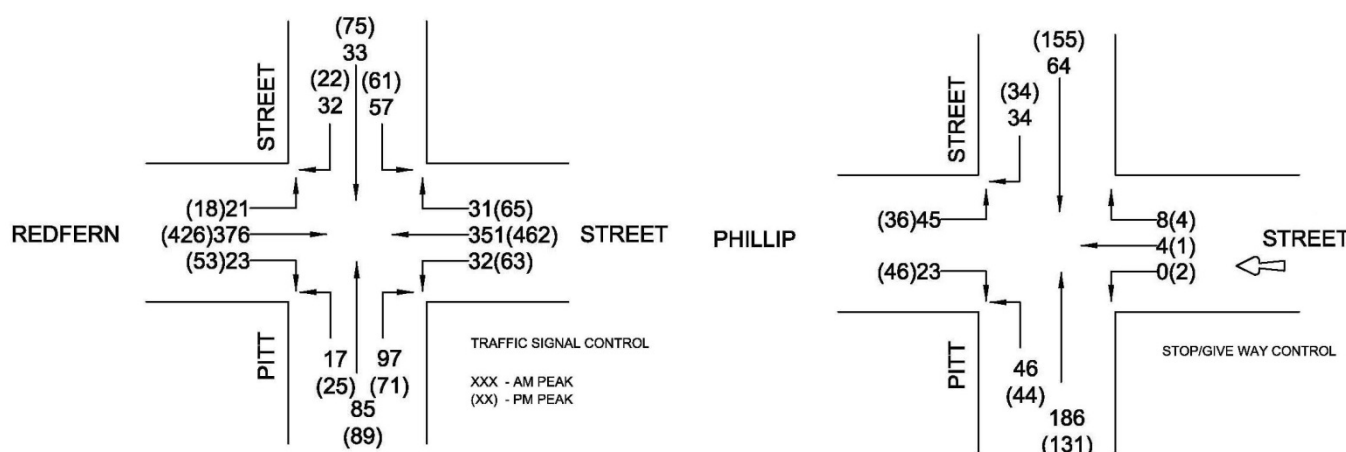 (75)
33
(22)
32
(61)
57
STREET
(18)21
(426)376
(53)23
REDFERN
31(65)
351(462)
32(63)
STREET
PITT
17
(25)
85
(89)
97
(71)
TRAFFIC SIGNAL CONTROL
XXX - AM PEAK
(XX) - PM PEAK
(155)
64
(34)
34
STREET
(36)45
PHILLIP
(46)23
8(4)
4(1)
0(2)
STREET
PITT
46
(44)
186
(131)
STOP/GIVE WAY CONTROL